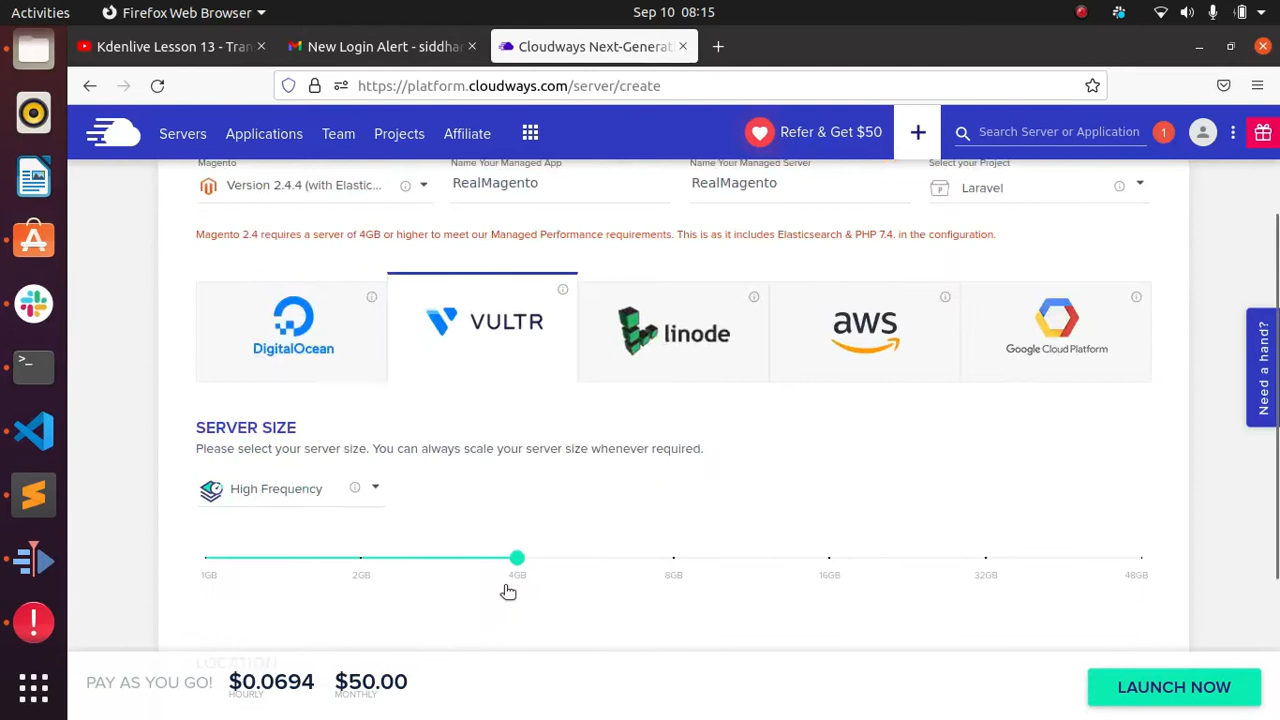 Activities
Firefox Web Browser
Sep 10 08:15
Kdenlive Lesson 13 - Tran
New Login Alert - siddhar
Cloudways Next-Generat
https://platform.cloudways.com/server/create
Servers
Applications
Team
Projects
Affiliate
Refer & Get $50
+
Search Server or Application
1
Magento
Name Your Managed App
Name Your Managed Server
Select your Project
Version 2.4.4 (with Elastic...
RealMagento
RealMagento
Laravel
Magento 2.4 requires a server of 4GB or higher to meet our Managed Performance requirements. This is as it includes Elasticsearch & PHP 7.4. in the configuration.
DigitalOcean
VULTR
linode
aws
Google Cloud Platform
Need a hand?
SERVER SIZE
Please select your server size. You can always scale your server size whenever required.
High Frequency
1GB
2GB
4GB
8GB
16GB
32GB
48GB
LOCATION
PAY AS YOU GO!
$0.0694
HOURLY
$50.00
MONTHLY
LAUNCH NOW